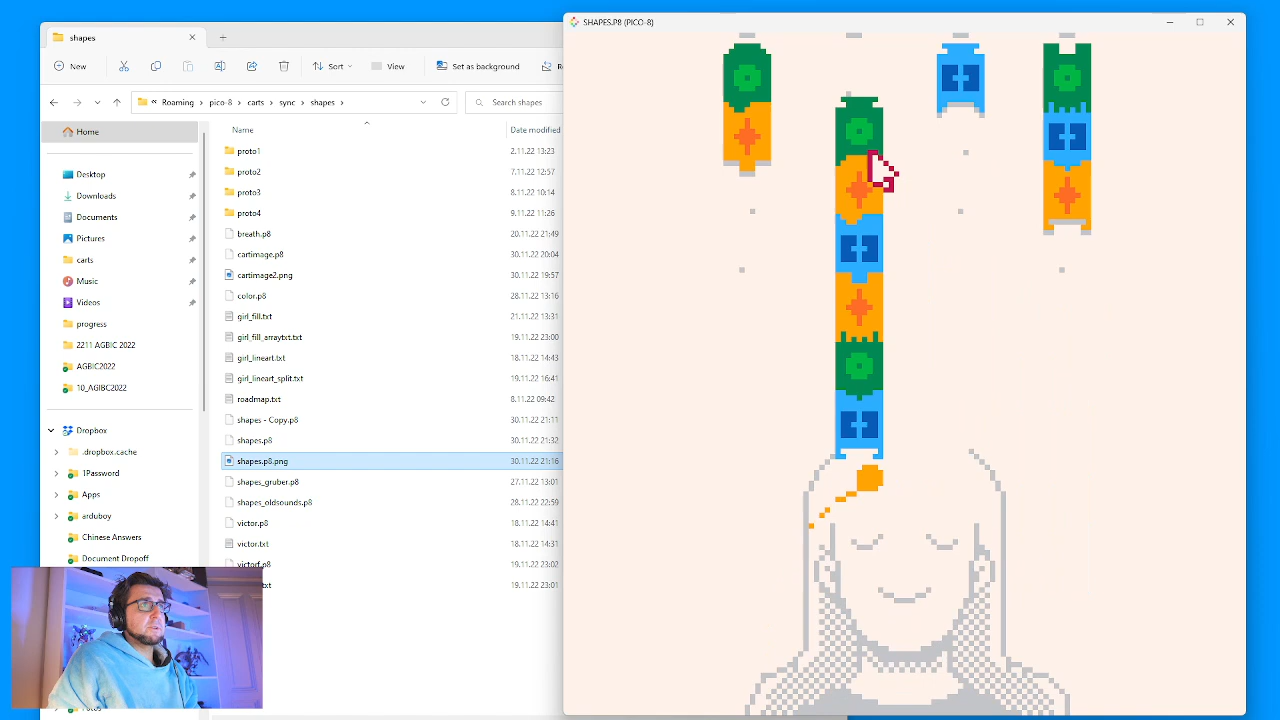 shapes
SHAPES.P8 (PICO-8)
New
Sort
View
Set as background
Roaming
pico-8
carts
sync
shapes
Search shapes
Home
Name
Date modified
Desktop
Downloads
Documents
Pictures
carts
Music
Videos
progress
2211 AGBIC 2022
AGBIC2022
10_AGIBC2022
Dropbox
.dropbox.cache
1Password
Apps
arduboy
Chinese Answers
Document Dropoff
proto1 2.11.22 13:23
proto2 7.11.22 12:57
proto3 8.11.22 10:14
proto4 9.11.22 11:26
breath.p8 20.11.22 21:49
cartimage.p8 30.11.22 20:04
cartimage2.png 30.11.22 19:57
color.p8 28.11.22 13:16
girl_fill.txt 21.11.22 13:31
girl_fill_arraytxt.txt 19.11.22 23:00
girl_lineart.txt 18.11.22 14:43
girl_lineart_split.txt 19.11.22 16:41
roadmap.txt 8.11.22 09:42
shapes - Copy.p8 30.11.22 21:11
shapes.p8 30.11.22 21:32
shapes.p8.png 30.11.22 21:16
shapes_gruber.p8 27.11.22 13:01
shapes_oldsounds.p8 28.11.22 22:59
victor.p8 18.11.22 14:41
victor.txt 18.11.22 14:31
19.11.22 23:02
19.11.22 23:01